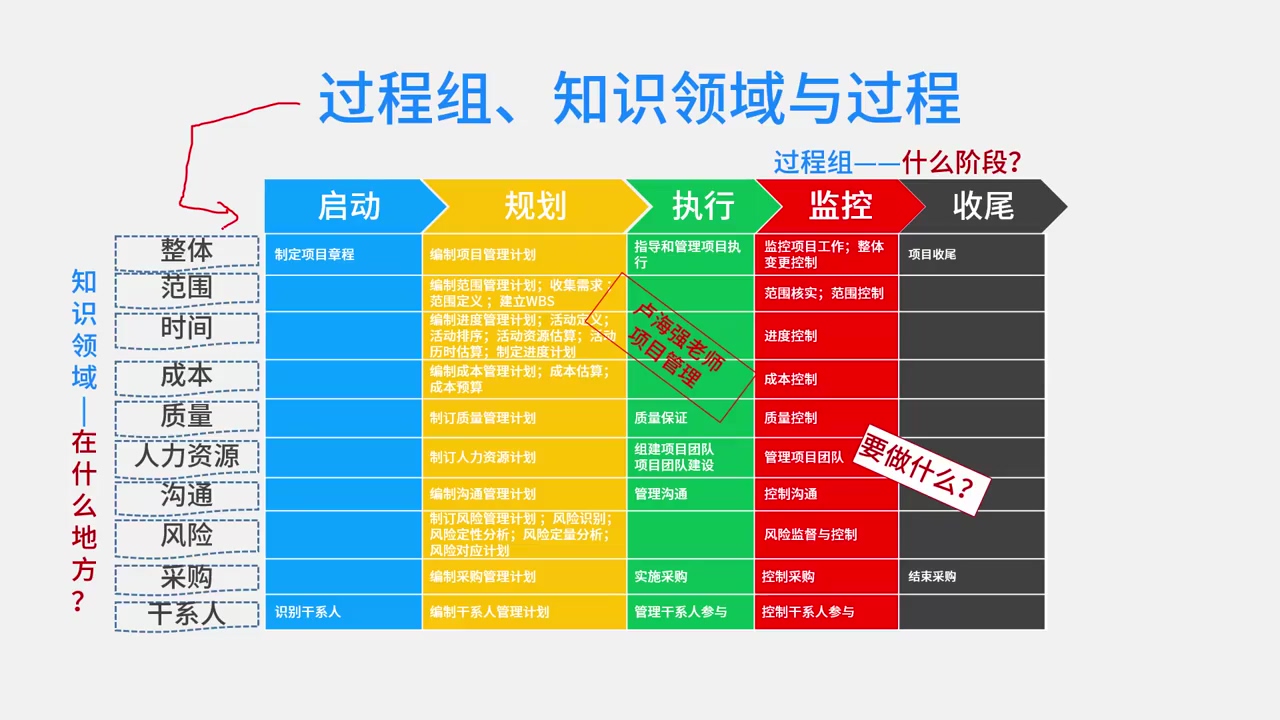 过程组、知识领域与过程
过程组——什么阶段？
启动 规划 执行 监控 收尾
知识领域—在什么地方？
整体
制定项目章程
编制项目管理计划
指导和管理项目执
行
监控项目工作；整体
变更控制
项目收尾
范围
编制范围管理计划；收集需求；
范围定义；建立WBS
范围核实；范围控制
时间
编制进度管理计划；活动定义；
活动排序；活动资源估算；活动
历时估算；制定进度计划
进度控制
成本
编制成本管理计划；成本估算；
成本预算
成本控制
卢海强老师
项目管理
质量
制订质量管理计划
质量保证
质量控制
人力资源
制订人力资源计划
组建项目团队
项目团队建设
管理项目团队
要做什么？
沟通
编制沟通管理计划
管理沟通
控制沟通
风险
制订风险管理计划；风险识别；
风险定性分析；风险定量分析；
风险对应计划
风险监督与控制
采购
编制采购管理计划
实施采购
控制采购
结束采购
干系人
识别干系人
编制干系人管理计划
管理干系人参与
控制干系人参与